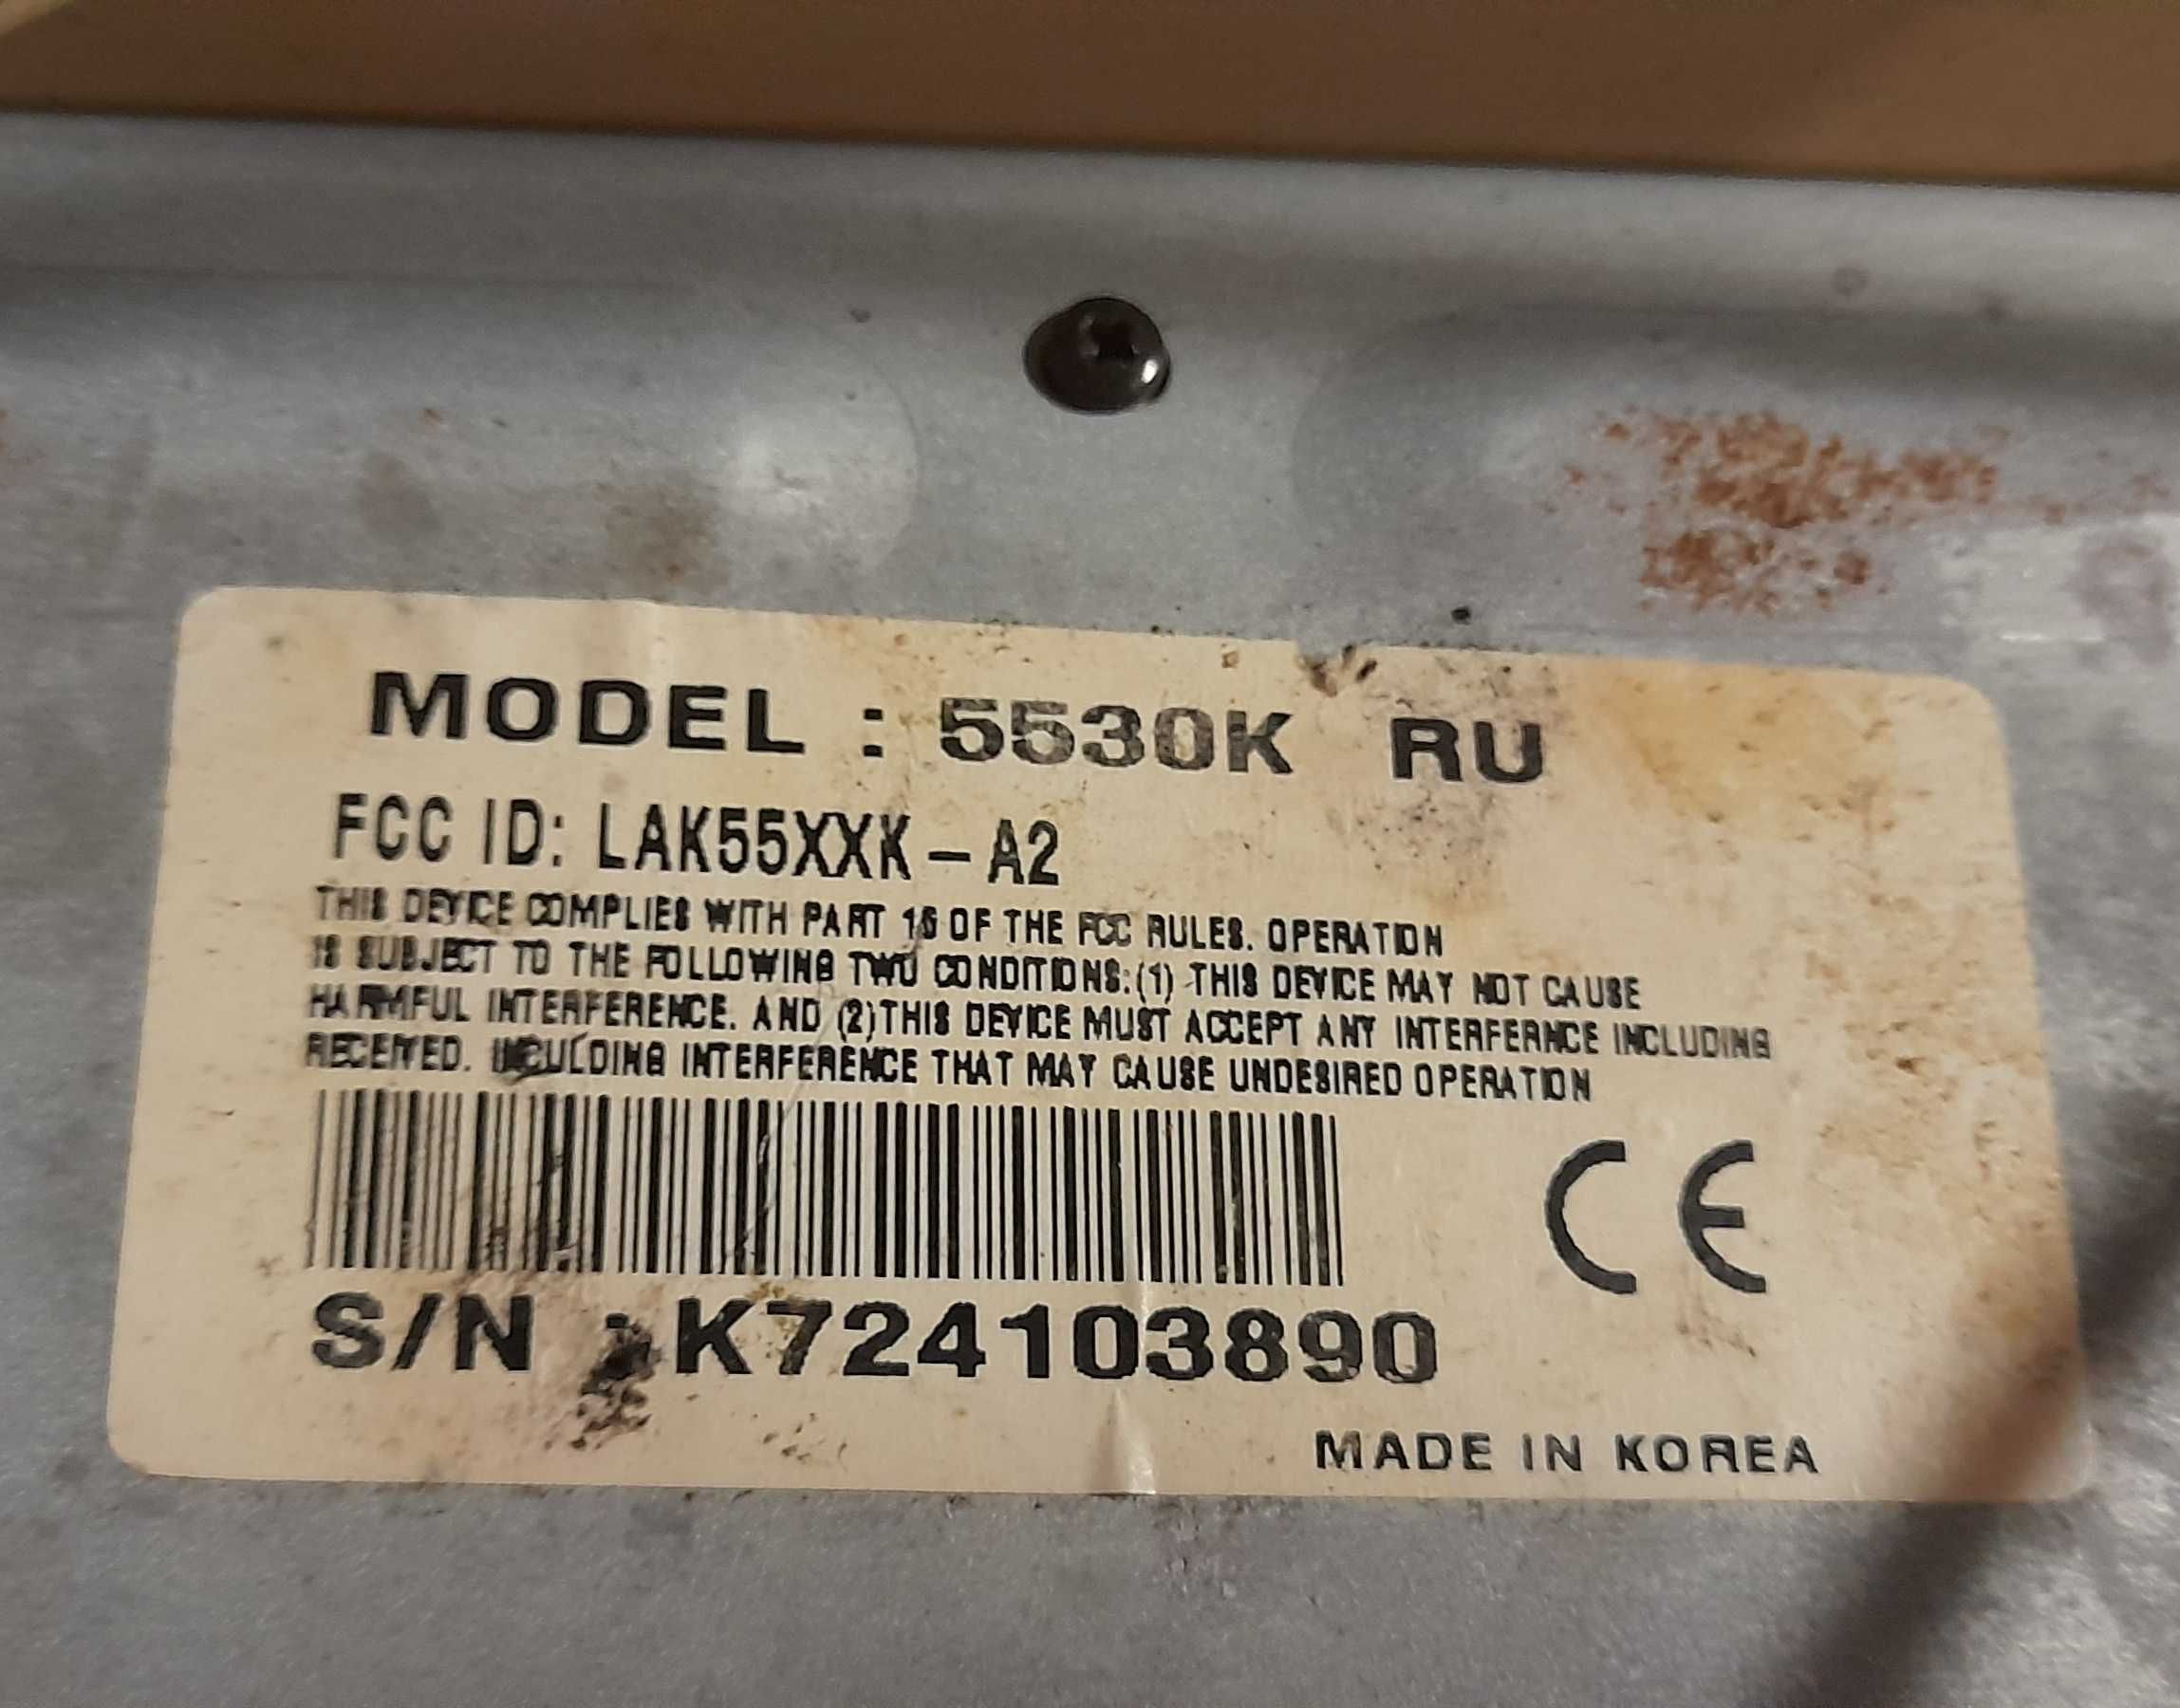 MODEL : 5530K RU
FCC ID: LAK55XXK-A2
THIS DEVICE COMPLIES WITH PART 15 OF THE FCC RULES. OPERATION
IS SUBJECT TO THE FOLLOWING TWO CONDITIONS:(1) THIS DEVICE MAY NOT CAUSE
HARMFUL INTERFERENCE. AND (2)THIS DEVICE MUST ACCEPT ANY INTERFERNCE INCLUDING
RECEIVED. INCULDING INTERFERENCE THAT MAY CAUSE UNDESIRED OPERATION
CE
S/N : K724103890
MADE IN KOREA